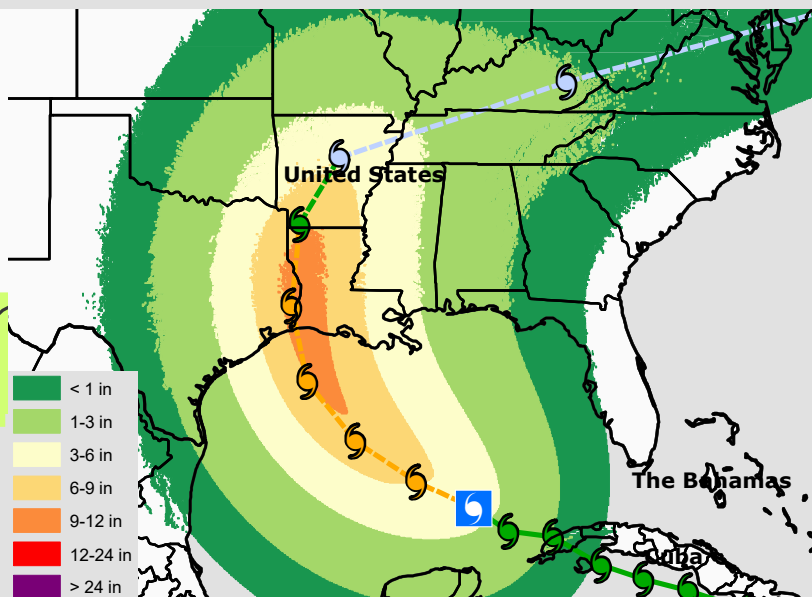 United States
The Bahamas
Cuba
< 1 in
1-3 in
3-6 in
6-9 in
9-12 in
12-24 in
> 24 in